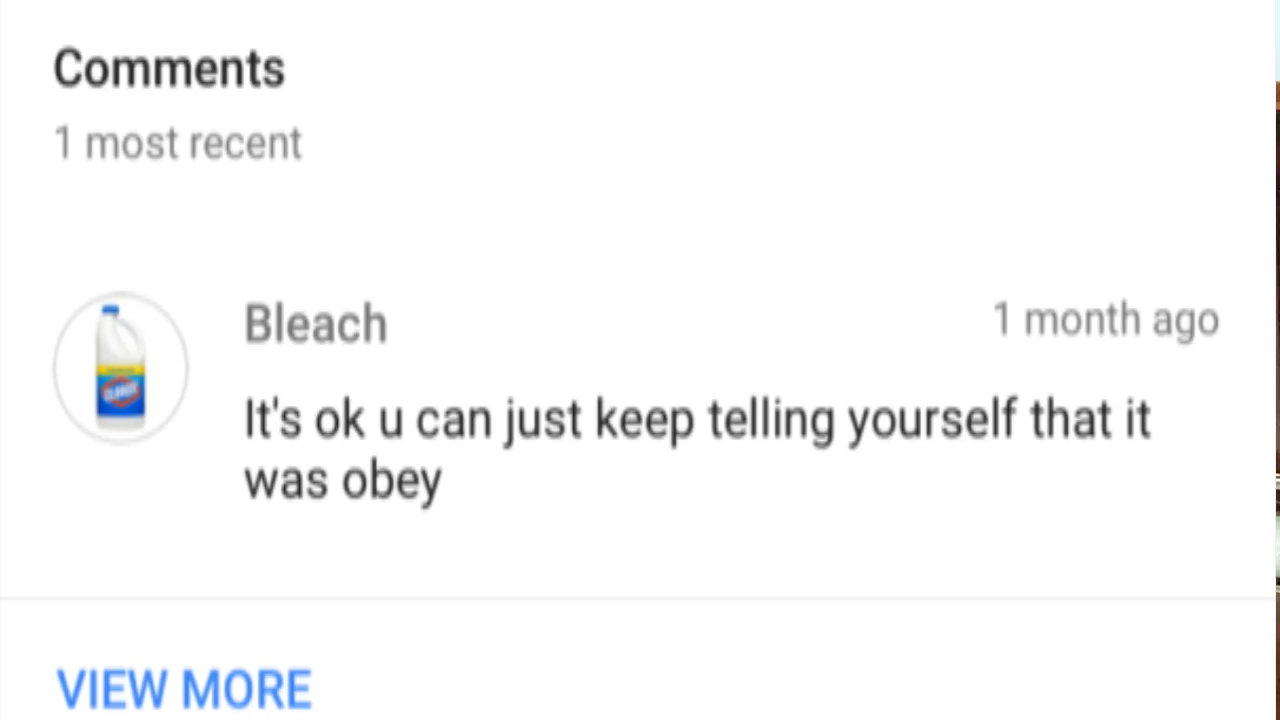 Comments
1 most recent
Bleach
1 month ago
It's ok u can just keep telling yourself that it
was obey
VIEW MORE